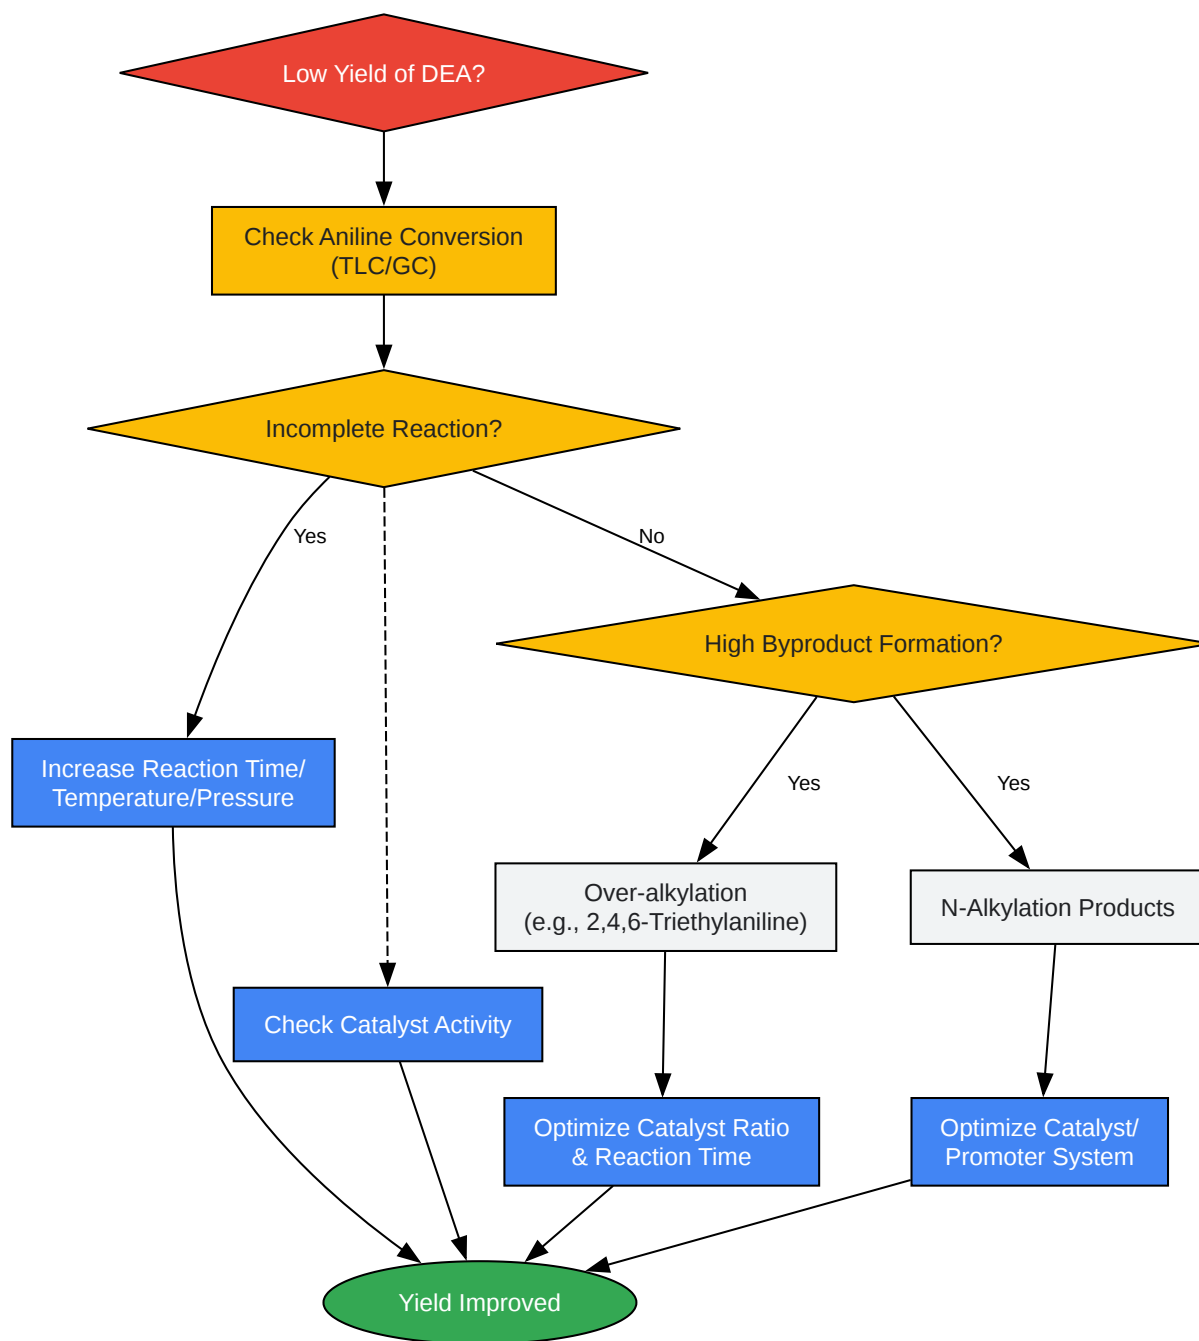 Low Yield of DEA?
Check Aniline Conversion
(TLC/GC)
Incomplete Reaction?
Yes
No
High Byproduct Formation?
Increase Reaction Time/
Temperature/Pressure
Yes
Yes
Over-alkylation
(e.g., 2,4,6-Triethylaniline)
N-Alkylation Products
Check Catalyst Activity
Optimize Catalyst Ratio
& Reaction Time
Optimize Catalyst/
Promoter System
Yield Improved